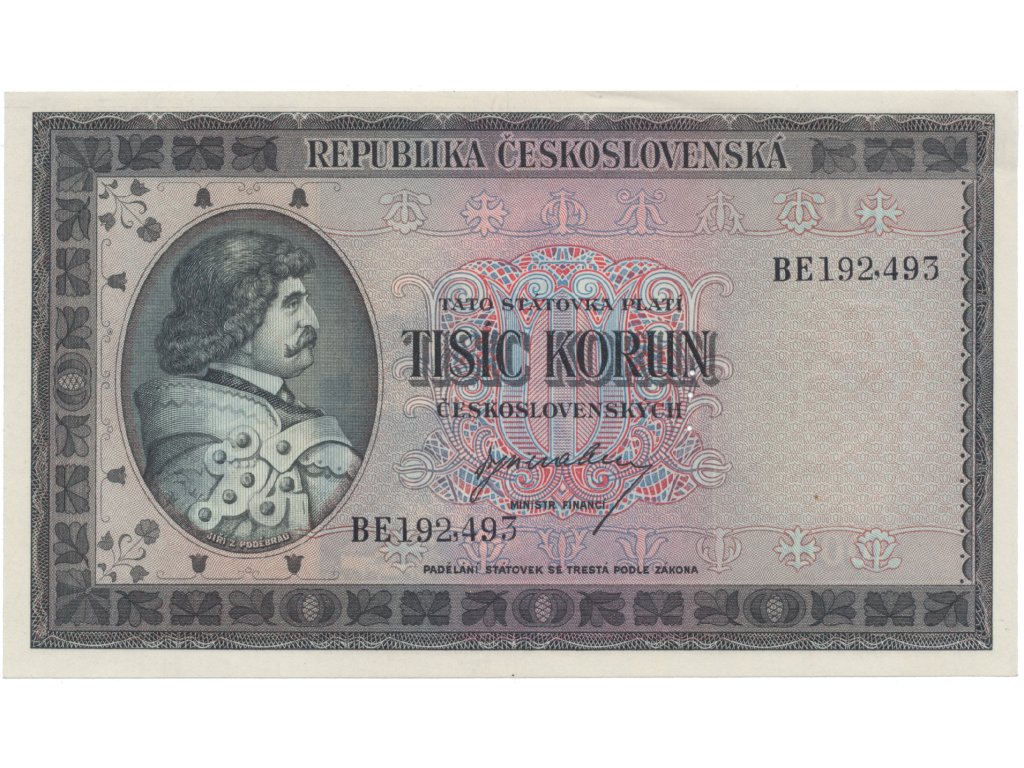 REPUBLIKA ČESKOSLOVENSKÁ
BE192,493
TATO STÁTOVKA PLATÍ
TISÍC KORUN
ČESKOSLOVENSKÝCH
MINISTR FINANCÍ
BE192,493
JIŘÍ Z PODĚBRAD
PADĚLÁNÍ STÁTOVEK SE TRESTÁ PODLE ZÁKONA